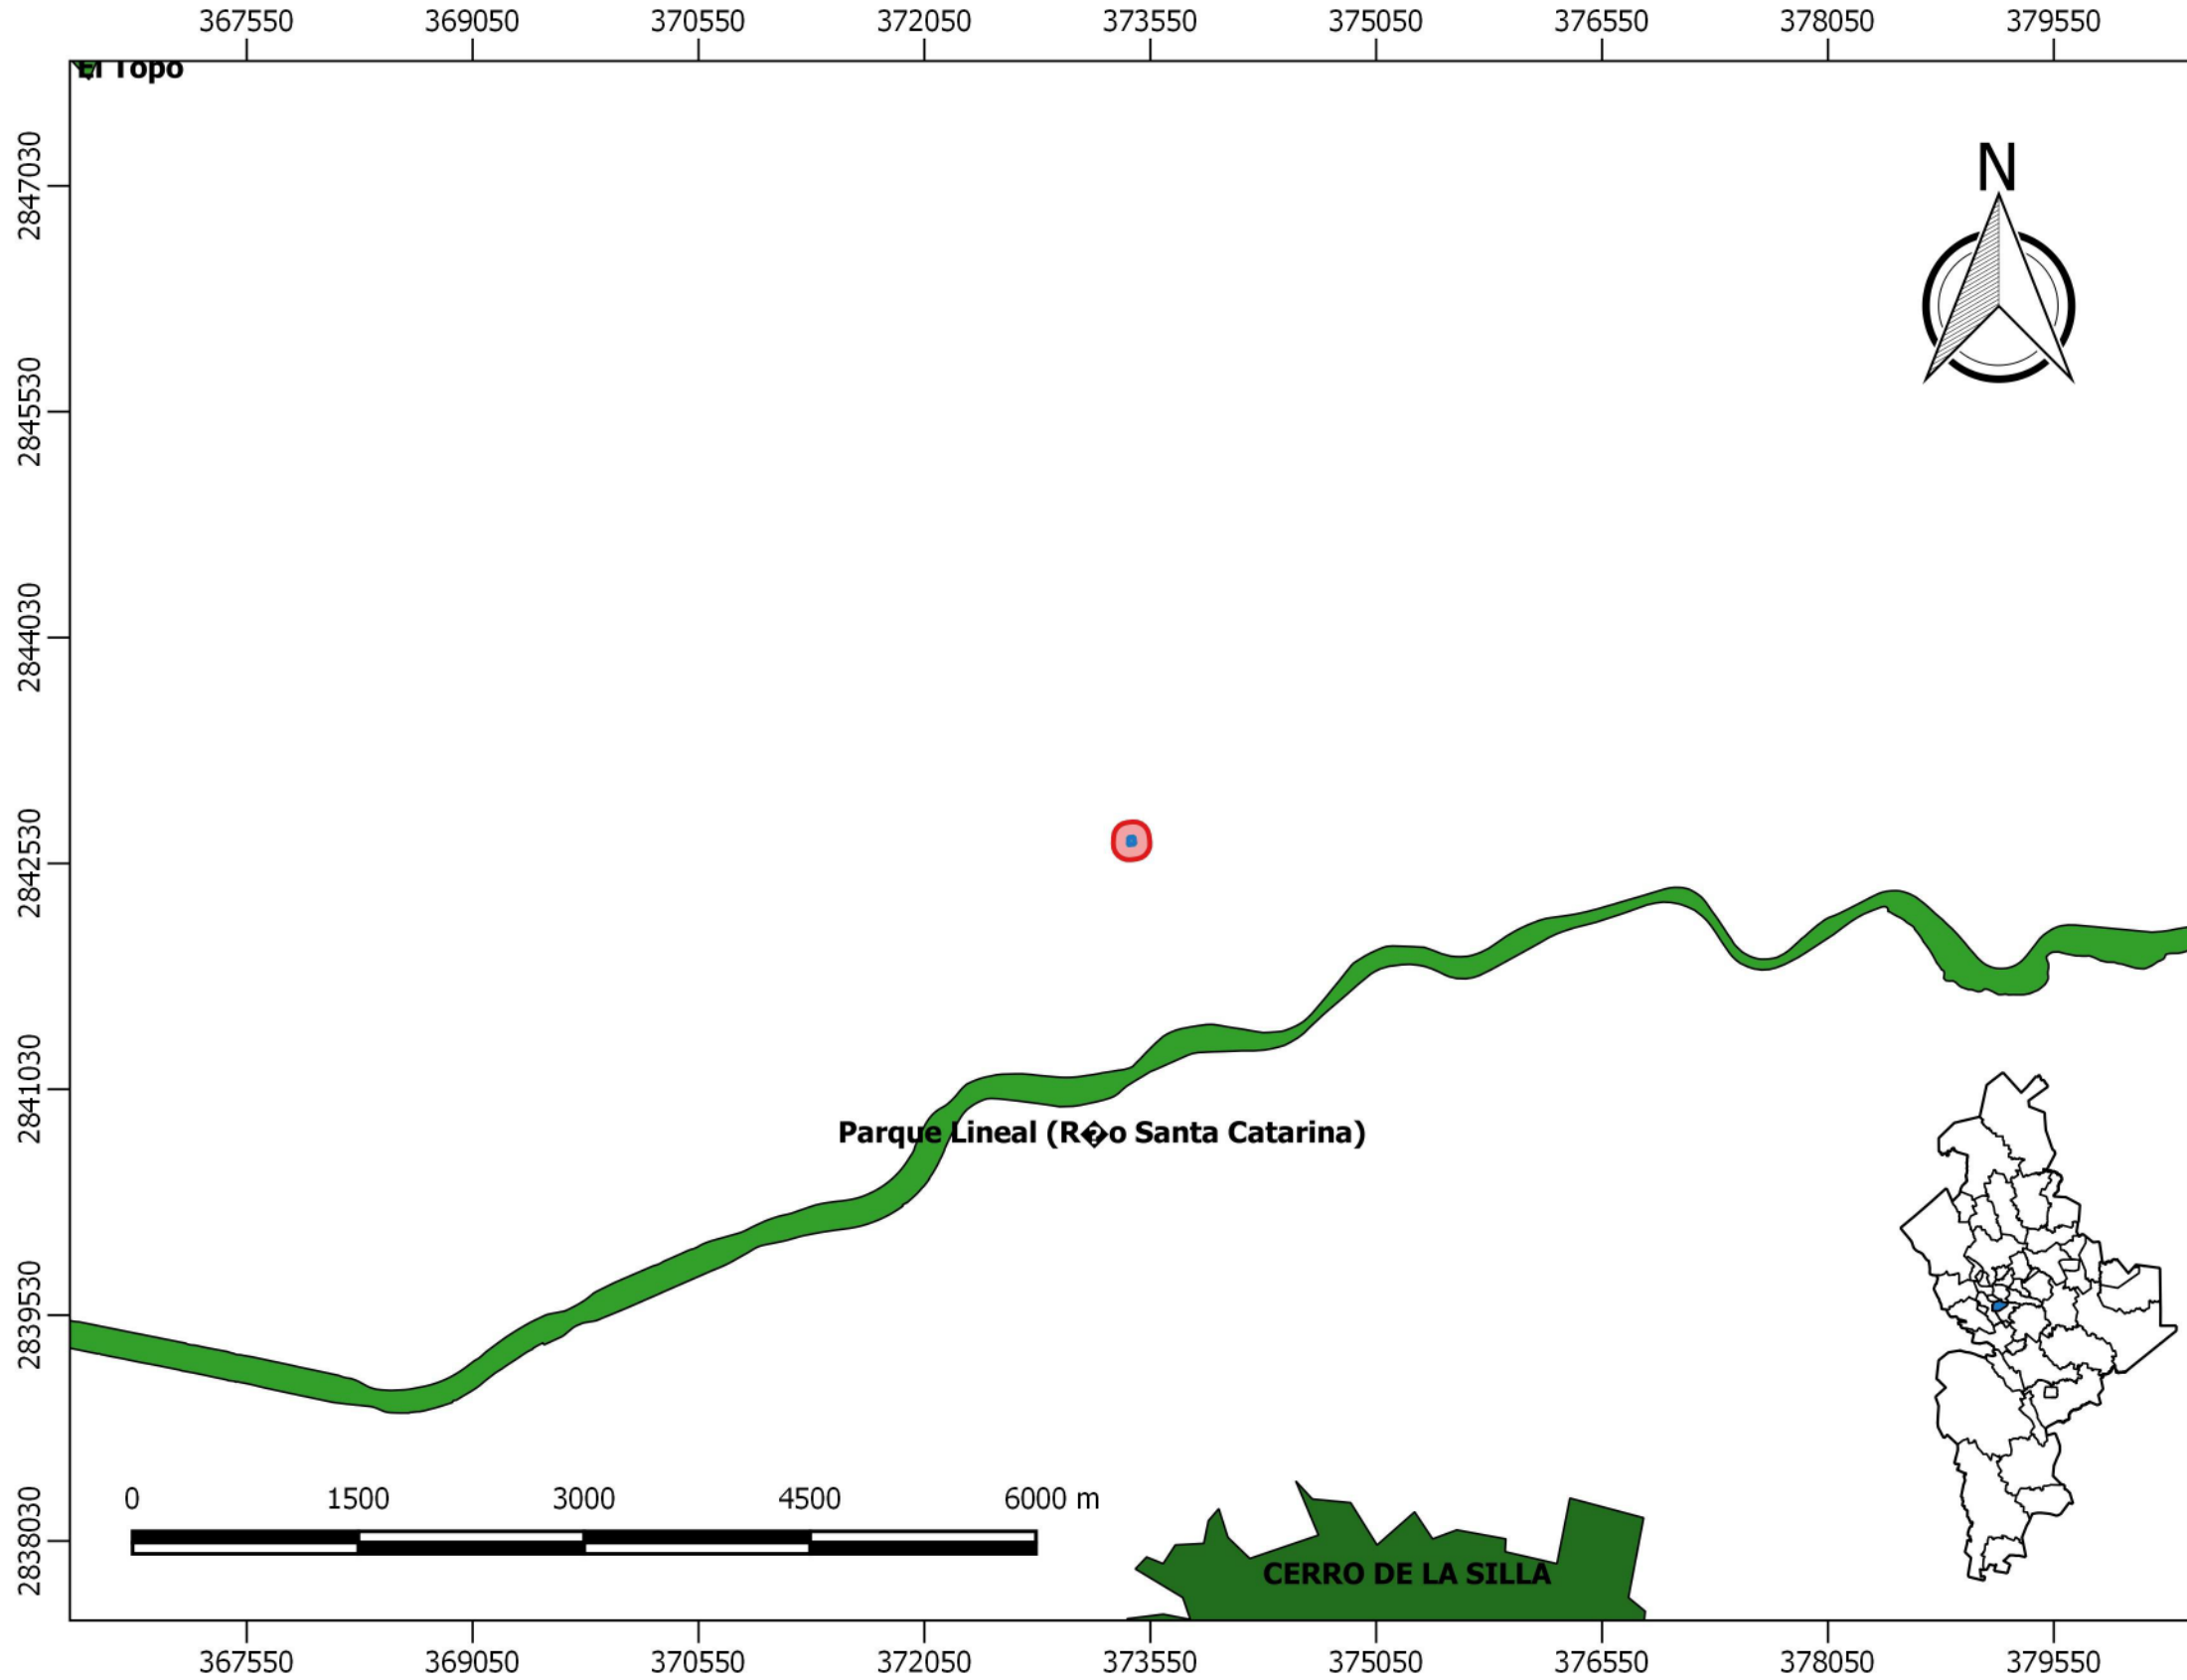 367550 369050 370550 372050 373550 375050 376550 378050 379550
El Topo
N
2847030
2845530
2844030
2842530
2841030
Parque Lineal (R�o Santa Catarina)
2839530
0 1500 3000 4500 6000 m
2838030
CERRO DE LA SILLA
367550 369050 370550 372050 373550 375050 376550 378050 379550